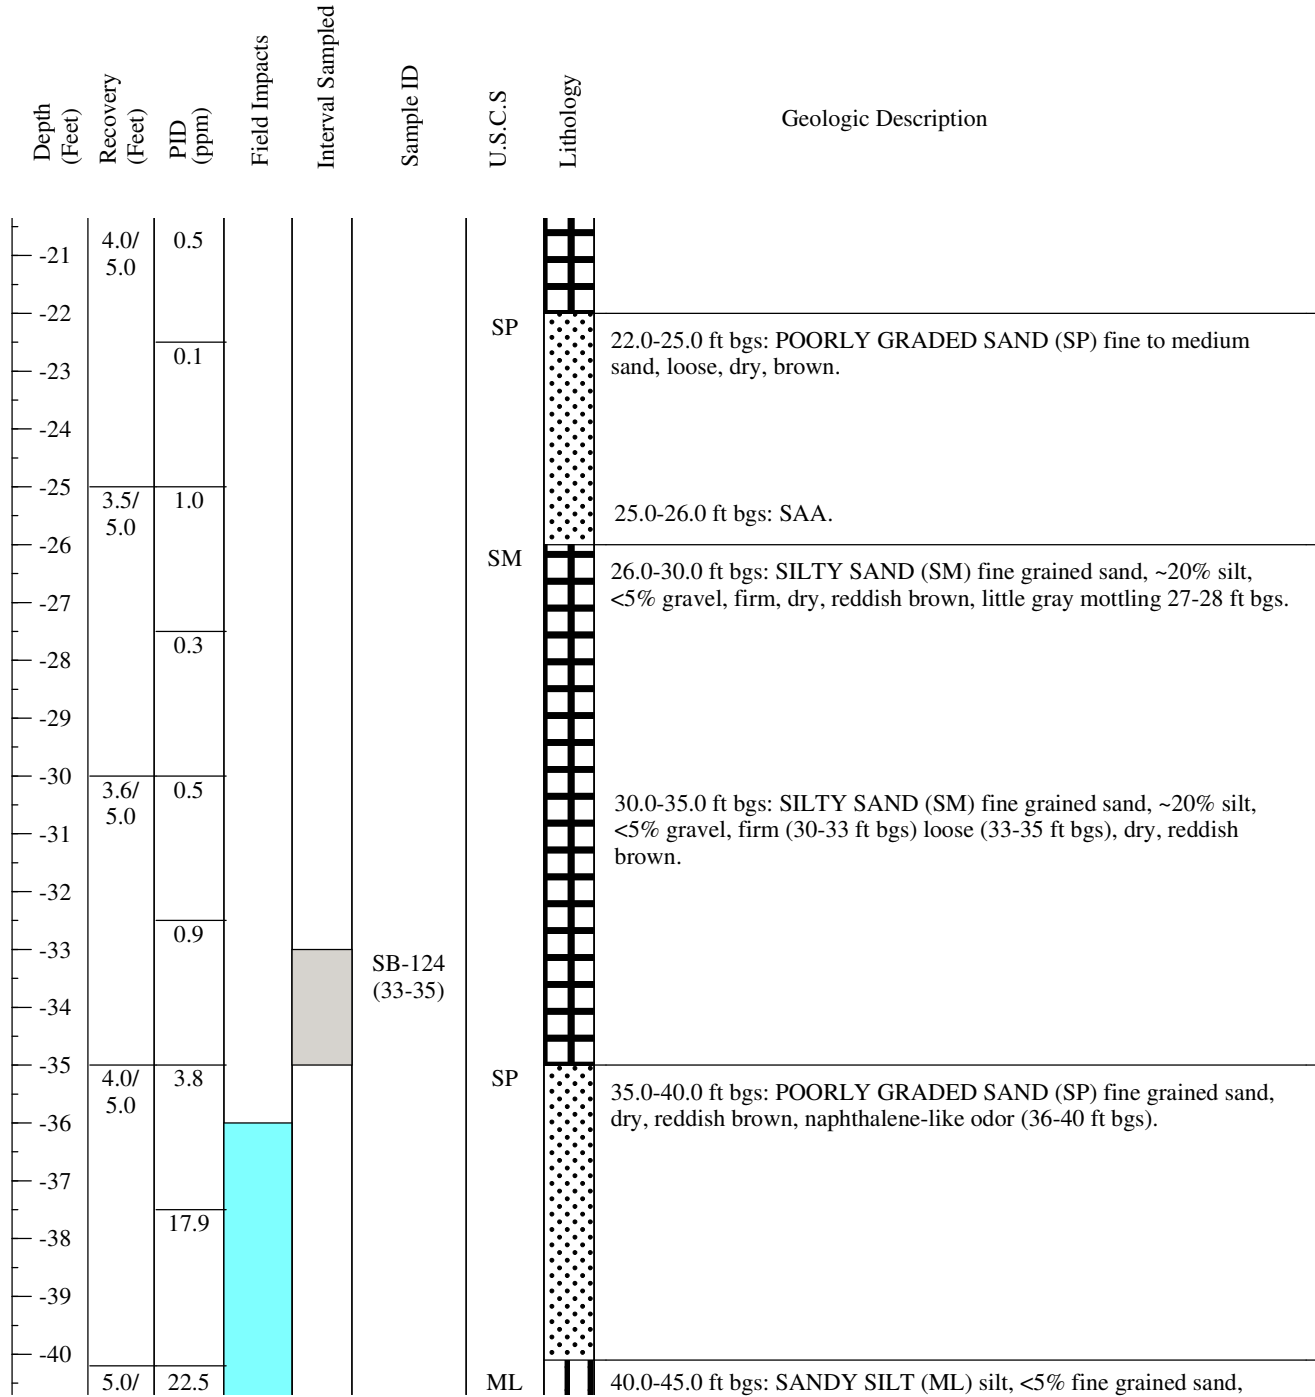 Depth
(Feet)
Recovery
(Feet)
PID
(ppm)
Field Impacts
Interval Sampled
Sample ID
U.S.C.S
Lithology
Geologic Description
4.0/
5.0
0.5
-21
-22
SP
22.0-25.0 ft bgs: POORLY GRADED SAND (SP) fine to medium
sand, loose, dry, brown.
0.1
-23
-24
-25
3.5/
5.0
1.0
25.0-26.0 ft bgs: SAA.
-26
SM
26.0-30.0 ft bgs: SILTY SAND (SM) fine grained sand, ~20% silt,
<5% gravel, firm, dry, reddish brown, little gray mottling 27-28 ft bgs.
-27
0.3
-28
-29
-30
3.6/
5.0
0.5
30.0-35.0 ft bgs: SILTY SAND (SM) fine grained sand, ~20% silt,
<5% gravel, firm (30-33 ft bgs) loose (33-35 ft bgs), dry, reddish
brown.
-31
-32
0.9
-33
SB-124
(33-35)
-34
-35
4.0/
5.0
3.8
SP
35.0-40.0 ft bgs: POORLY GRADED SAND (SP) fine grained sand,
dry, reddish brown, naphthalene-like odor (36-40 ft bgs).
-36
-37
17.9
-38
-39
-40
5.0/
22.5
ML
40.0-45.0 ft bgs: SANDY SILT (ML) silt, <5% fine grained sand,